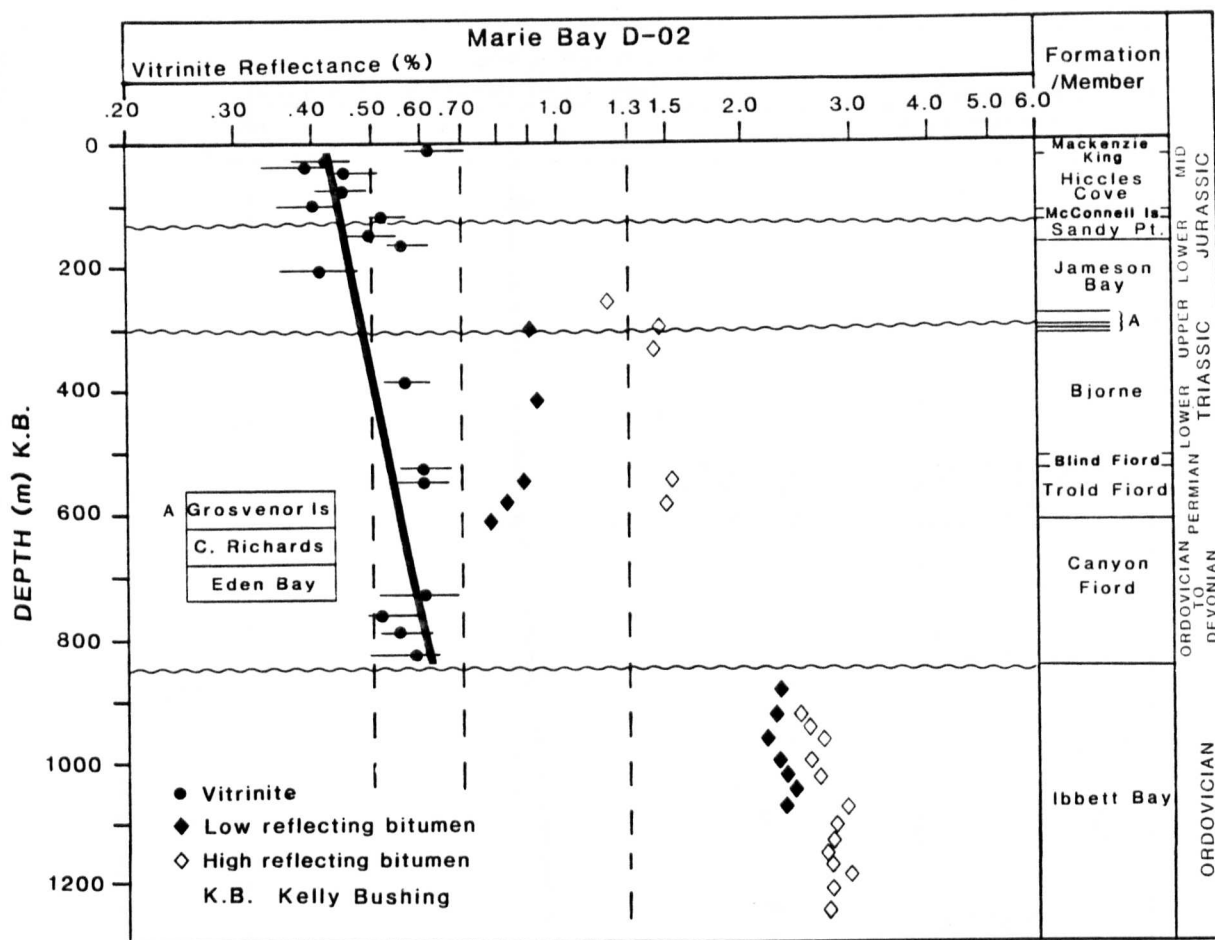 Marie Bay D-02
Vitrinite Reflectance (%)
Formation
/Member
.20 .30 .40 .50 .60 .70 1.0 1.3 1.5 2.0 3.0 4.0 5.0 6.0
DEPTH (m) K.B.
0
200
400
600
800
1000
1200
Mackenzie
King
Hiccles
Cove
McConnell Is.
Sandy Pt.
Jameson
Bay
A
Bjorne
Blind Fiord
Trold Fiord
Canyon
Fiord
Ibbett Bay
MID
LOWER
JURASSIC
UPPER
LOWER
TRIASSIC
PERMIAN
ORDOVICIAN
TO
DEVONIAN
ORDOVICIAN
A Grosvenor Is
C. Richards
Eden Bay
Vitrinite
Low reflecting bitumen
High reflecting bitumen
K.B. Kelly Bushing